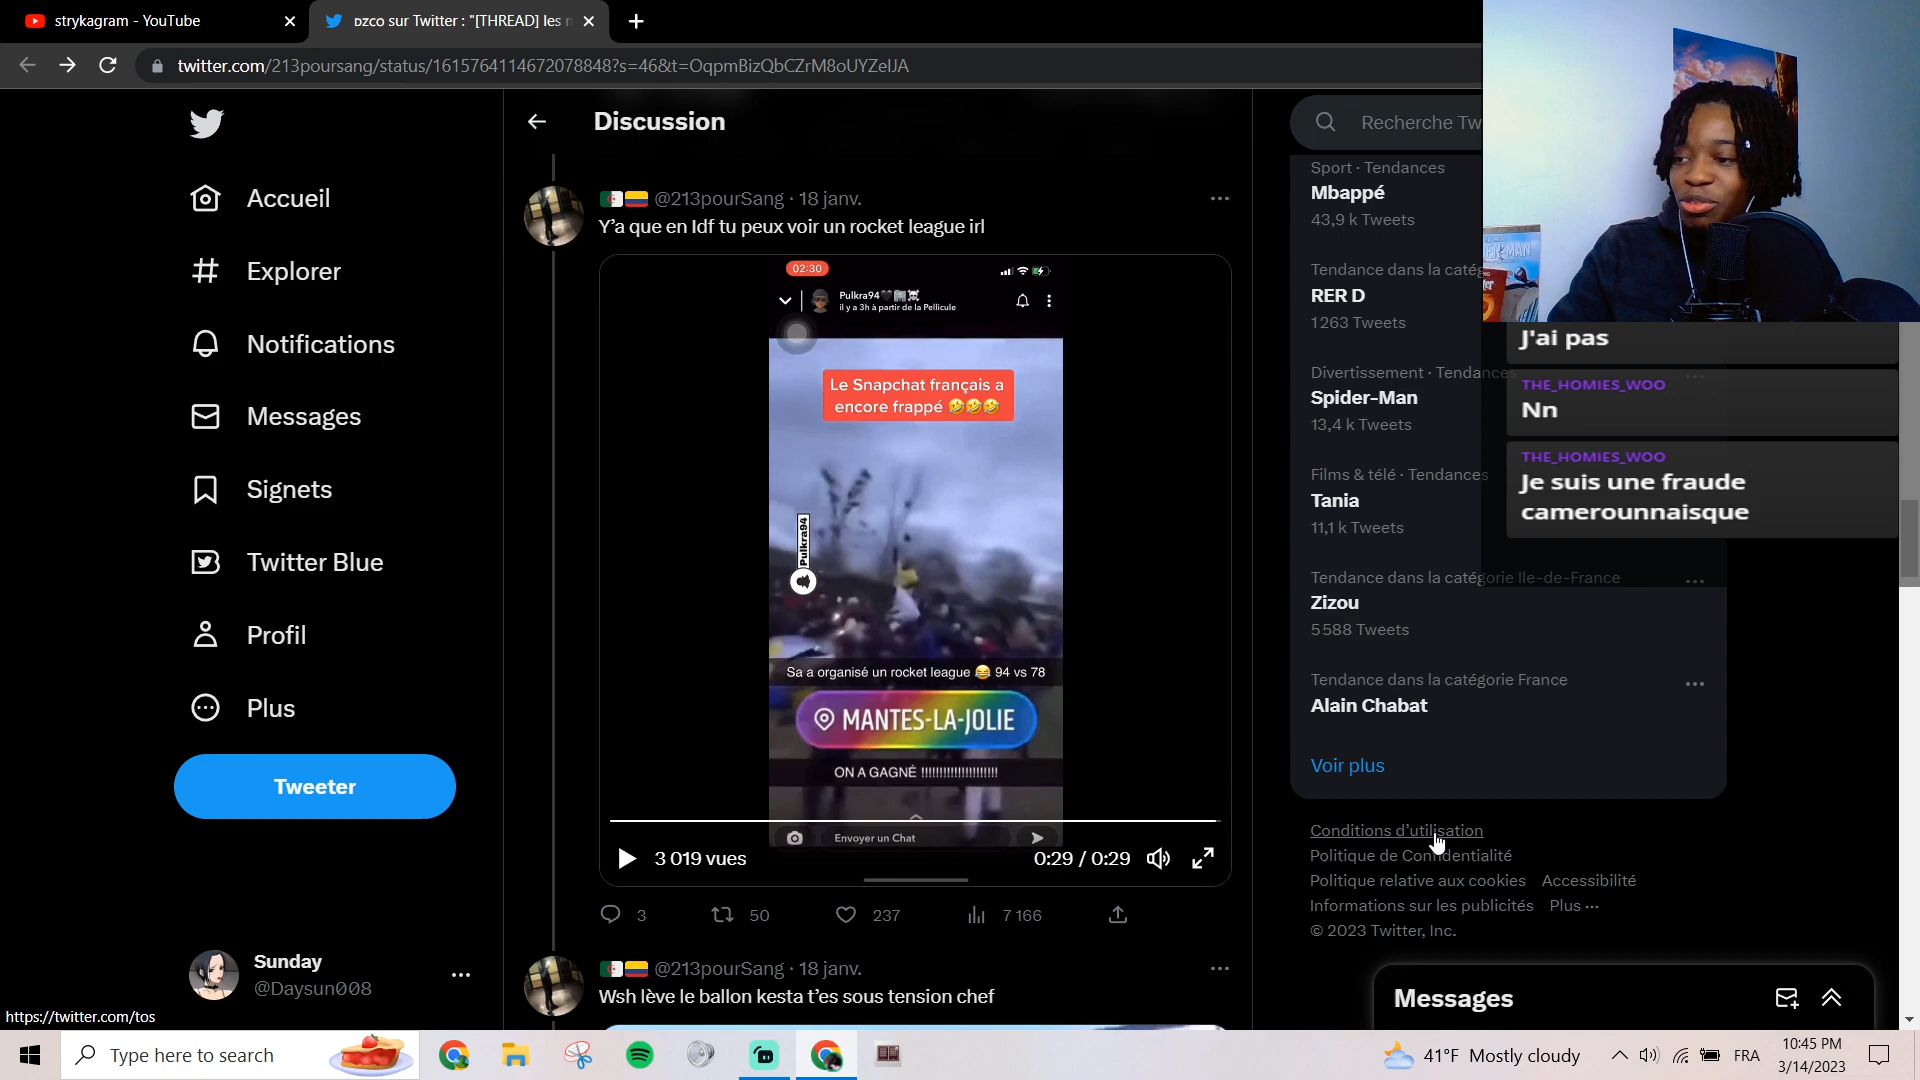 strykagram - YouTube
DZCO sur Twitter : "[THREAD] les
twitter.com/213poursang/status/1615764114672078848?s=46&t=OqpmBizQbCZrM8oUYZeIJA
Accueil
Explorer
Notifications
Messages
Signets
Twitter Blue
Profil
Plus
Tweeter
Sunday
@Daysun008
https://twitter.com/tos
Discussion
@213pourSang · 18 janv.
Y'a que en Idf tu peux voir un rocket league irl
02:30
Pulkra94
il y a 3h à partir de la Pellicule
Le Snapchat français a
encore frappé 🤣🤣🤣
Pulkra94
Sa a organisé un rocket league 😂 94 vs 78
MANTES-LA-JOLIE
ON A GAGNÉ !!!!!!!!!!!!!!!!!!!!
Envoyer un Chat
3 019 vues
0:29 / 0:29
3
50
237
7 166
@213pourSang · 18 janv.
Wsh lève le ballon kesta t'es sous tension chef
Recherche Tw
Sport · Tendances
Mbappé
43,9 k Tweets
Tendance dans la catég
RER D
1 263 Tweets
Divertissement · Tendances
Spider-Man
13,4 k Tweets
Films & télé · Tendances
Tania
11,1 k Tweets
Tendance dans la catégorie Ile-de-France
Zizou
5 588 Tweets
Tendance dans la catégorie France
Alain Chabat
Voir plus
Conditions d'utilisation
Politique de Confidentialité
Politique relative aux cookies Accessibilité
Informations sur les publicités Plus ···
© 2023 Twitter, Inc.
Messages
J'ai pas
THE_HOMIES_WOO
Nn
THE_HOMIES_WOO
Je suis une fraude
camerounnaisque
Type here to search
41°F Mostly cloudy
FRA
10:45 PM
3/14/2023